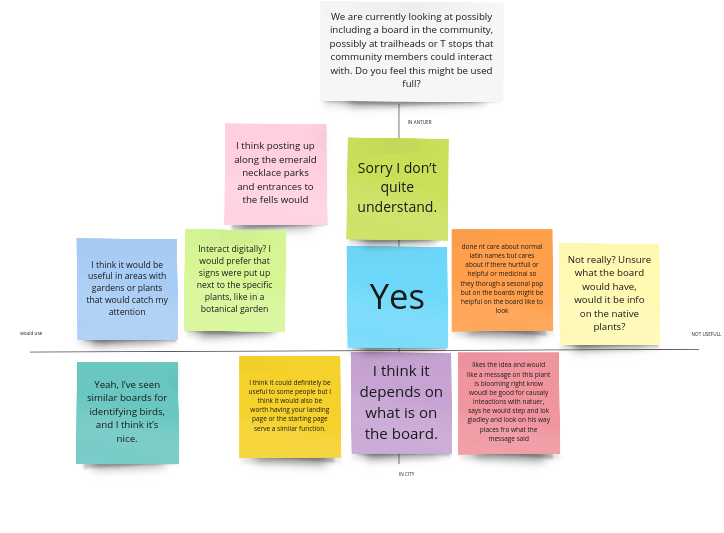 We are currently looking at possibly
including a board in the community,
possibly at trailheads or T stops that
community members could interact
with. Do you feel this might be used
full?
IN ANTUER
I think posting up
along the emerald
necklace parks
and entrances to
the fells would
Sorry I don’t
quite
understand.
I think it would be
useful in areas with
gardens or plants
that would catch my
attention
Interact digitally? I
would prefer that
signs were put up
next to the specific
plants, like in a
botanical garden
Yes
done nt care about normal
latin names but cares
about if there hurtfull or
helpful or medicinal so
they thorugh a sesonal pop
but on the boards might be
helpful on the board like to
look
Not really? Unsure
what the board
would have,
would it be info
on the native
plants?
would use
NOT USEFULL
Yeah, I’ve seen
similar boards for
identifying birds,
and I think it’s
nice.
I think it could definitely be
useful to some people but I
think it would also be
worth having your landing
page or the starting page
serve a similar function.
I think it
depends on
what is on
the board.
likes the idea and would
like a message on this plant
is blooming right know
woudl be good for causaly
inteactions with natuer,
says he would step and lok
gladley and look on his way
places fro what the
message said
IN CITY